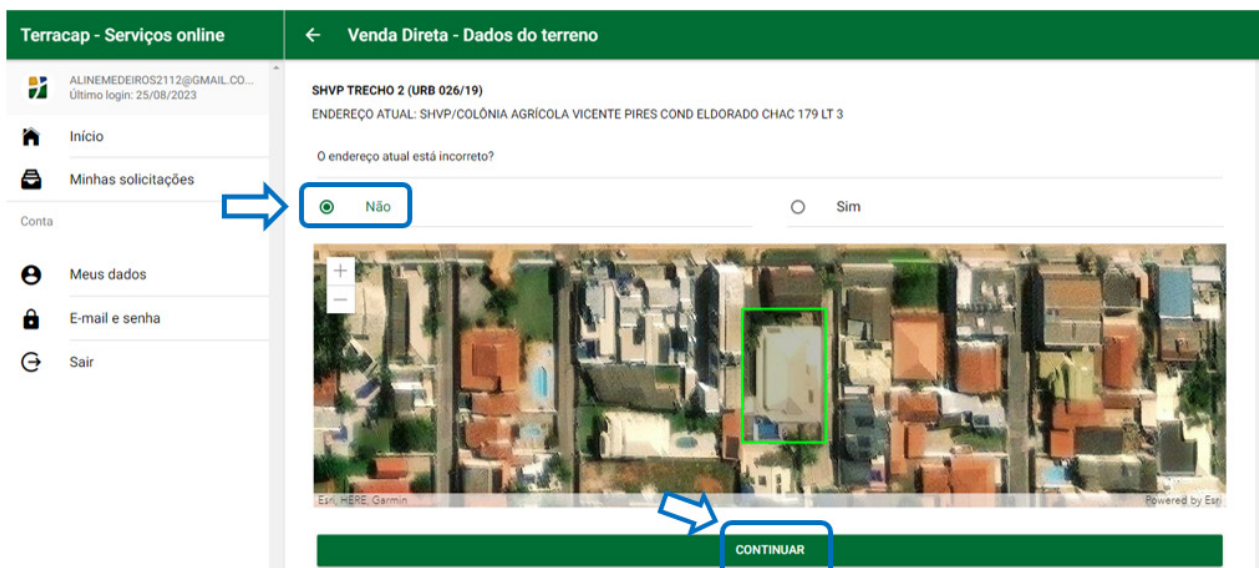 Terracap - Serviços online
Venda Direta - Dados do terreno
ALINEMEDEIROS2112@GMAIL.CO...
Último login: 25/08/2023
Início
Minhas solicitações
Conta
Meus dados
E-mail e senha
Sair
SHVP TRECHO 2 (URB 026/19)
ENDEREÇO ATUAL: SHVP/COLÔNIA AGRÍCOLA VICENTE PIRES COND ELDORADO CHAC 179 LT 3
O endereço atual está incorreto?
Não
Sim
+
−
Esri, HERE, Garmin
Powered by Esri
CONTINUAR